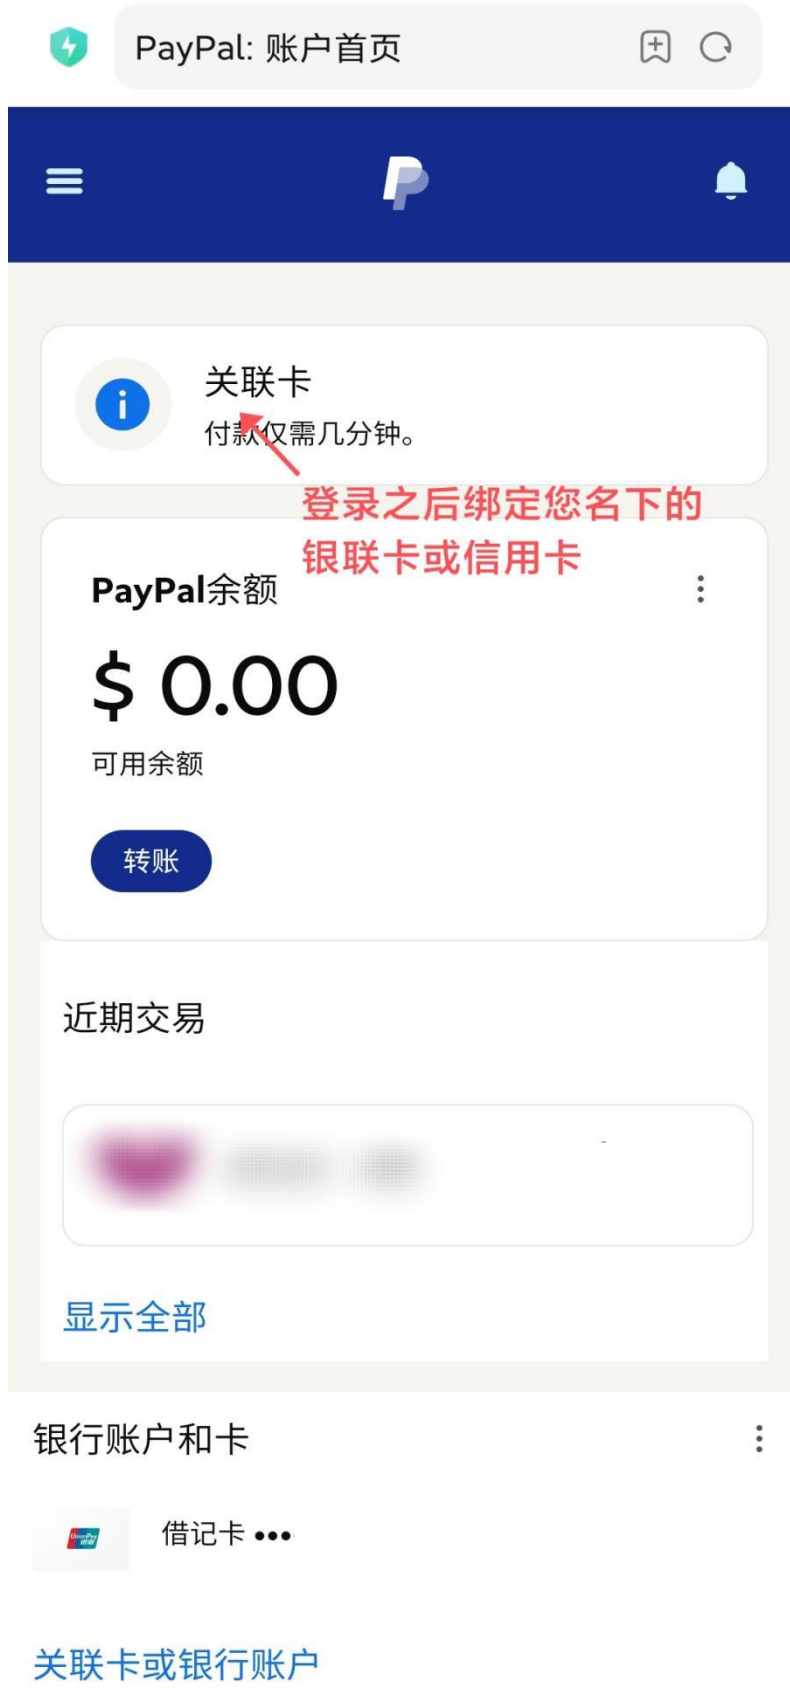 PayPal: 账户首页
关联卡
付款仅需几分钟。
登录之后绑定您名下的
银联卡或信用卡
PayPal余额
$ 0.00
可用余额
转账
近期交易
显示全部
银行账户和卡
UnionPay
银联
借记卡 •••
关联卡或银行账户